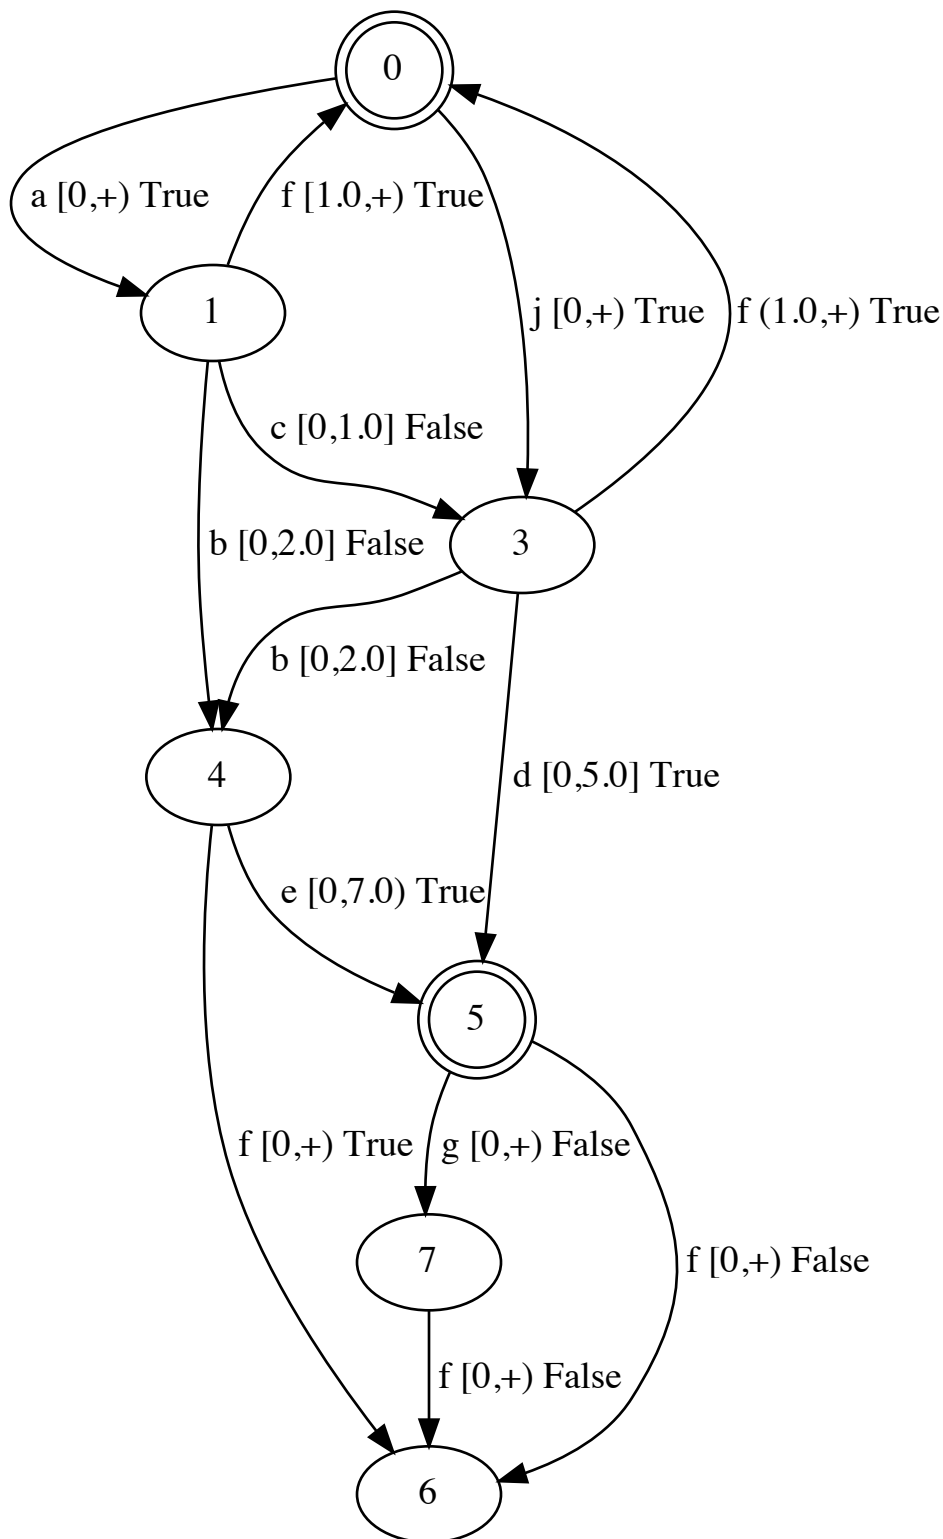 0
a [0,+) True
f [1.0,+) True
1
j [0,+) True
f (1.0,+) True
c [0,1.0] False
b [0,2.0] False
3
b [0,2.0] False
4
d [0,5.0] True
e [0,7.0) True
5
f [0,+) True
g [0,+) False
7
f [0,+) False
f [0,+) False
6